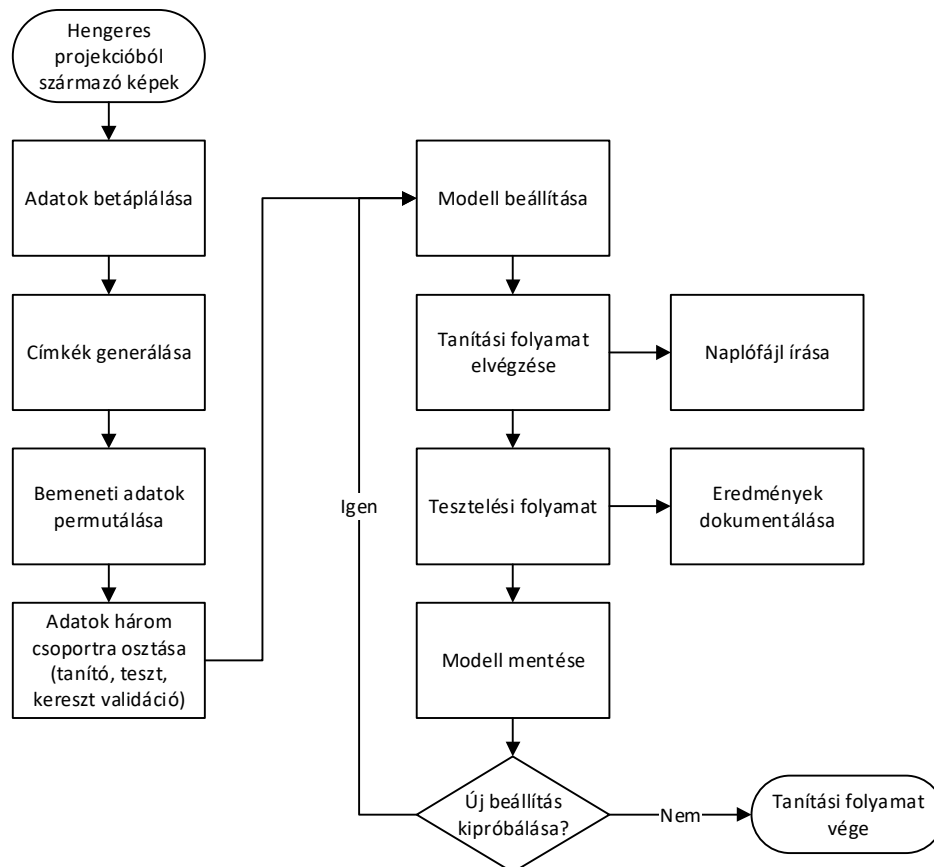 Hengeres
projekcióból
származó képek
Adatok betáplálása
Címkék generálása
Bemeneti adatok
permutálása
Adatok három
csoportra osztása
(tanító, teszt,
kereszt validáció)
Modell beállítása
Tanítási folyamat
elvégzése
Naplófájl írása
Tesztelési folyamat
Eredmények
dokumentálása
Modell mentése
Új beállítás
kipróbálása?
Igen
Nem
Tanítási folyamat
vége